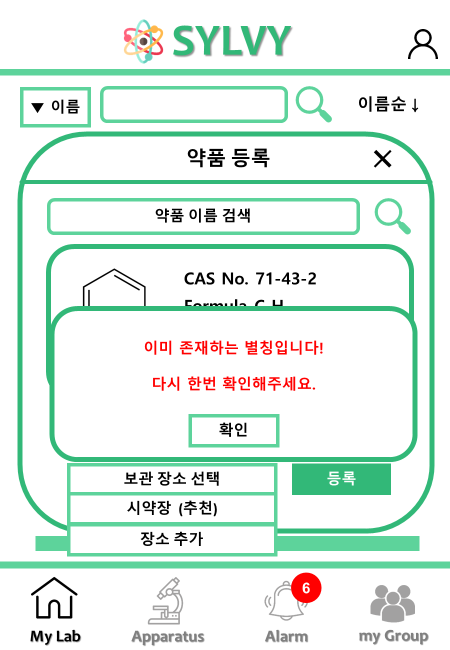 SYLVY
▼ 이름
이름순↓
약품 등록
약품 이름 검색
CAS No. 71-43-2
이미 존재하는 별칭입니다!
다시 한번 확인해주세요.
확인
보관 장소 선택
등록
시약장 (추천)
장소 추가
6
My Lab
Apparatus
Alarm
my Group